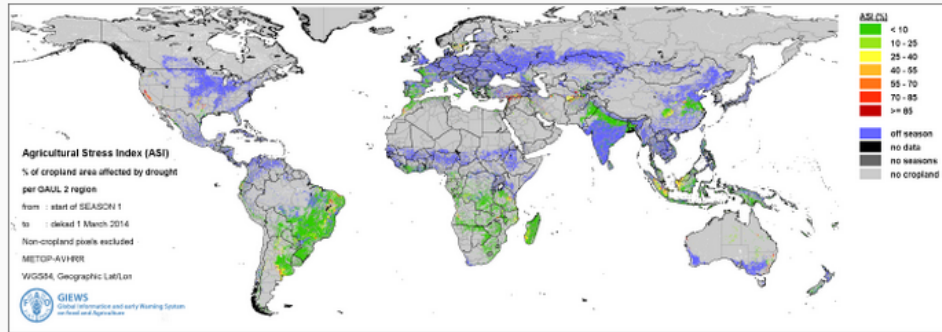 Agricultural Stress Index (ASI)
% of cropland area affected by drought
per GAUL 2 region
from : start of SEASON 1
to : dekad 1 March 2014
Non-cropland pixels excluded
METOP-AVHRR
WGS84, Geographic Lat/Lon
GIEWS
Global Information and early Warning System
on food and Agriculture
ASI (%)
< 10
10 - 25
25 - 40
40 - 55
55 - 70
70 - 85
>= 85
off season
no data
no seasons
no cropland